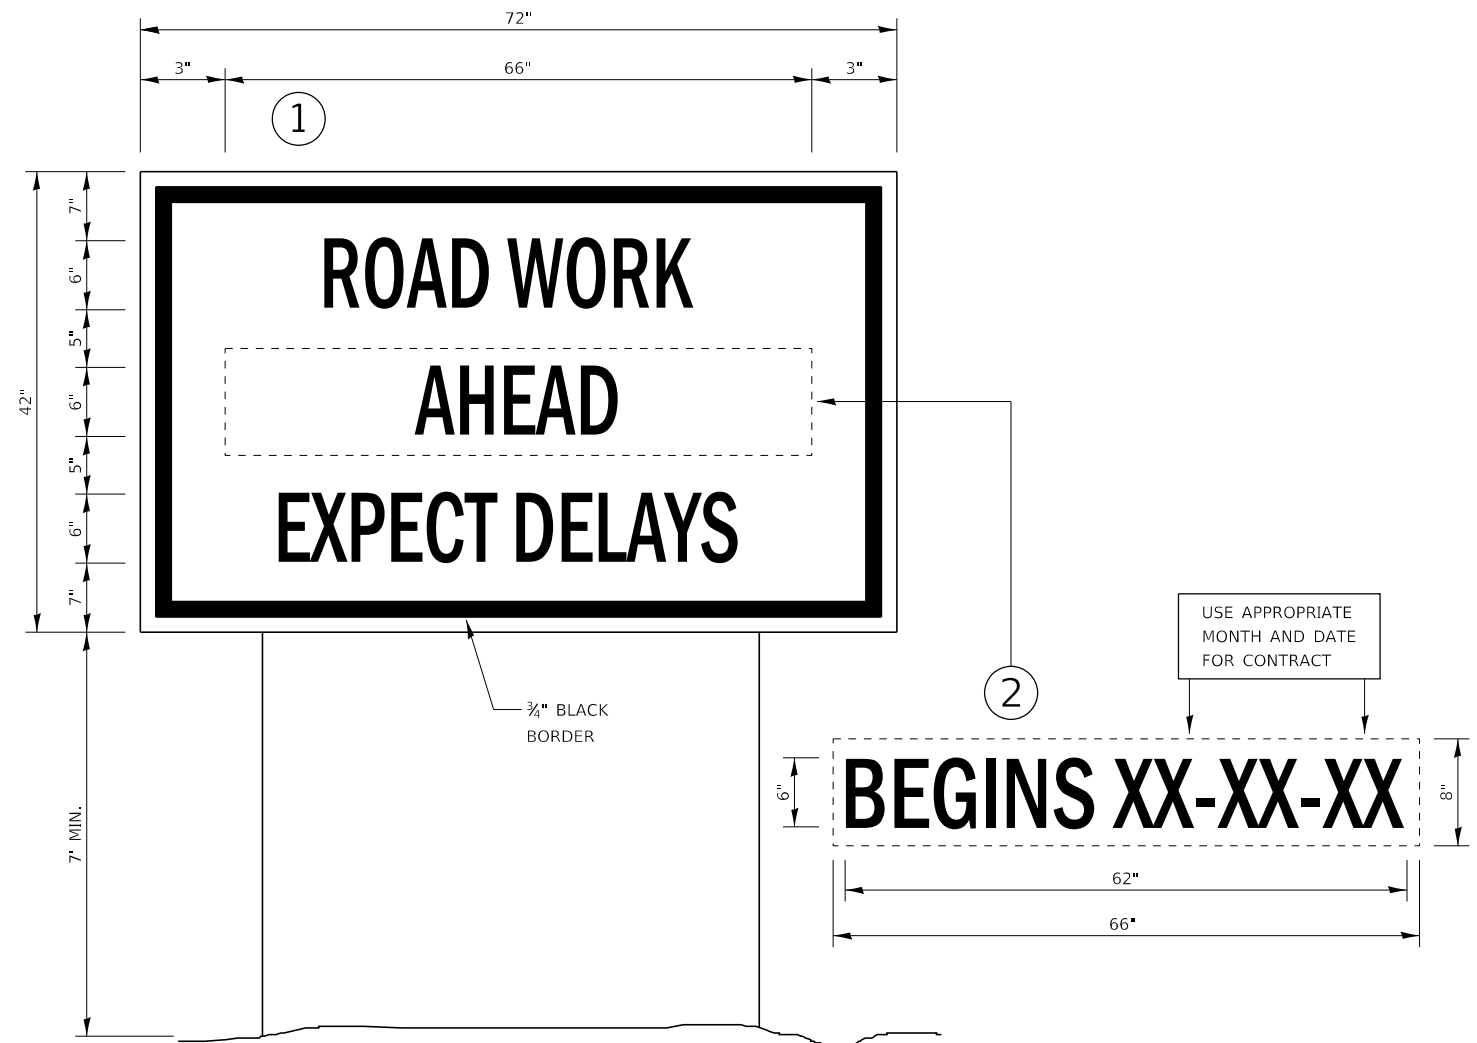 72"
3" 66" 3"
1
7"
6"
5"
6"
5"
6"
7"
42"
7' MIN.
ROAD WORK
AHEAD
EXPECT DELAYS
¾" BLACK
BORDER
2
USE APPROPRIATE
MONTH AND DATE
FOR CONTRACT
6"
BEGINS XX-XX-XX
8"
62"
66"